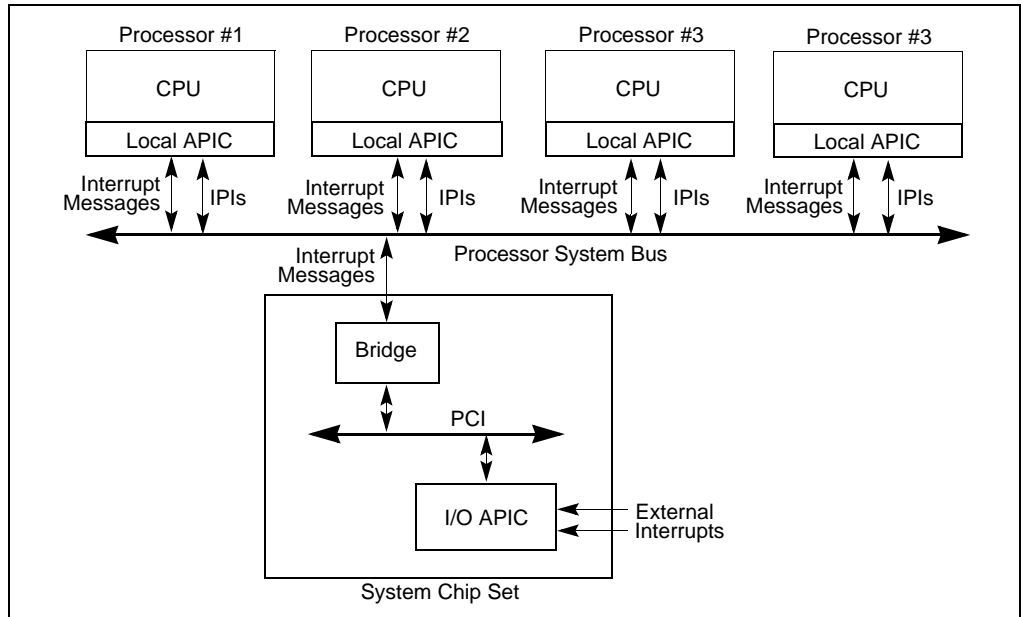 Processor #1
Processor #2
Processor #3
Processor #3
CPU
CPU
CPU
CPU
Local APIC
Local APIC
Local APIC
Local APIC
Interrupt
Messages
IPIs
Interrupt
Messages
IPIs
Interrupt
Messages
IPIs
Interrupt
Messages
IPIs
Processor System Bus
Interrupt
Messages
Bridge
PCI
I/O APIC
External
Interrupts
System Chip Set